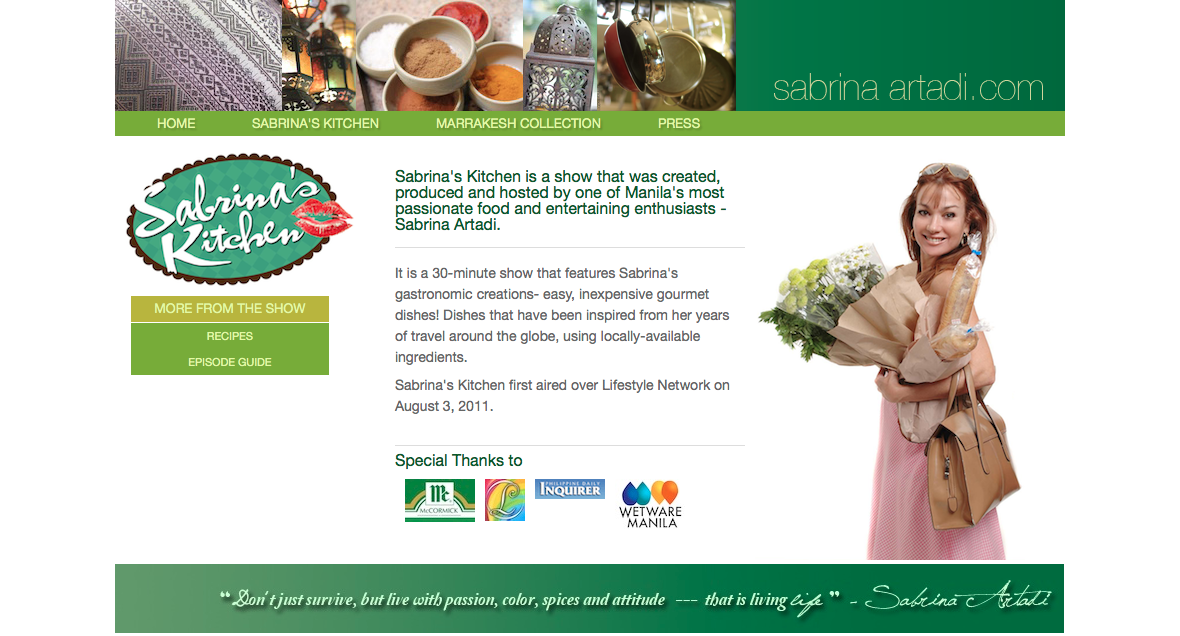 sabrina artadi.com
HOME SABRINA'S KITCHEN MARRAKESH COLLECTION PRESS
Sabrina's
Kitchen
MORE FROM THE SHOW
RECIPES
EPISODE GUIDE
Sabrina's Kitchen is a show that was created,
produced and hosted by one of Manila's most
passionate food and entertaining enthusiasts -
Sabrina Artadi.
It is a 30-minute show that features Sabrina's
gastronomic creations- easy, inexpensive gourmet
dishes! Dishes that have been inspired from her years
of travel around the globe, using locally-available
ingredients.
Sabrina's Kitchen first aired over Lifestyle Network on
August 3, 2011.
Special Thanks to
Mc
McCORMICK
L
PHILIPPINE DAILY
INQUIRER
WETWARE
MANILA
“Don't just survive, but live with passion, color, spices and attitude --- that is living life ” - Sabrina Artadi